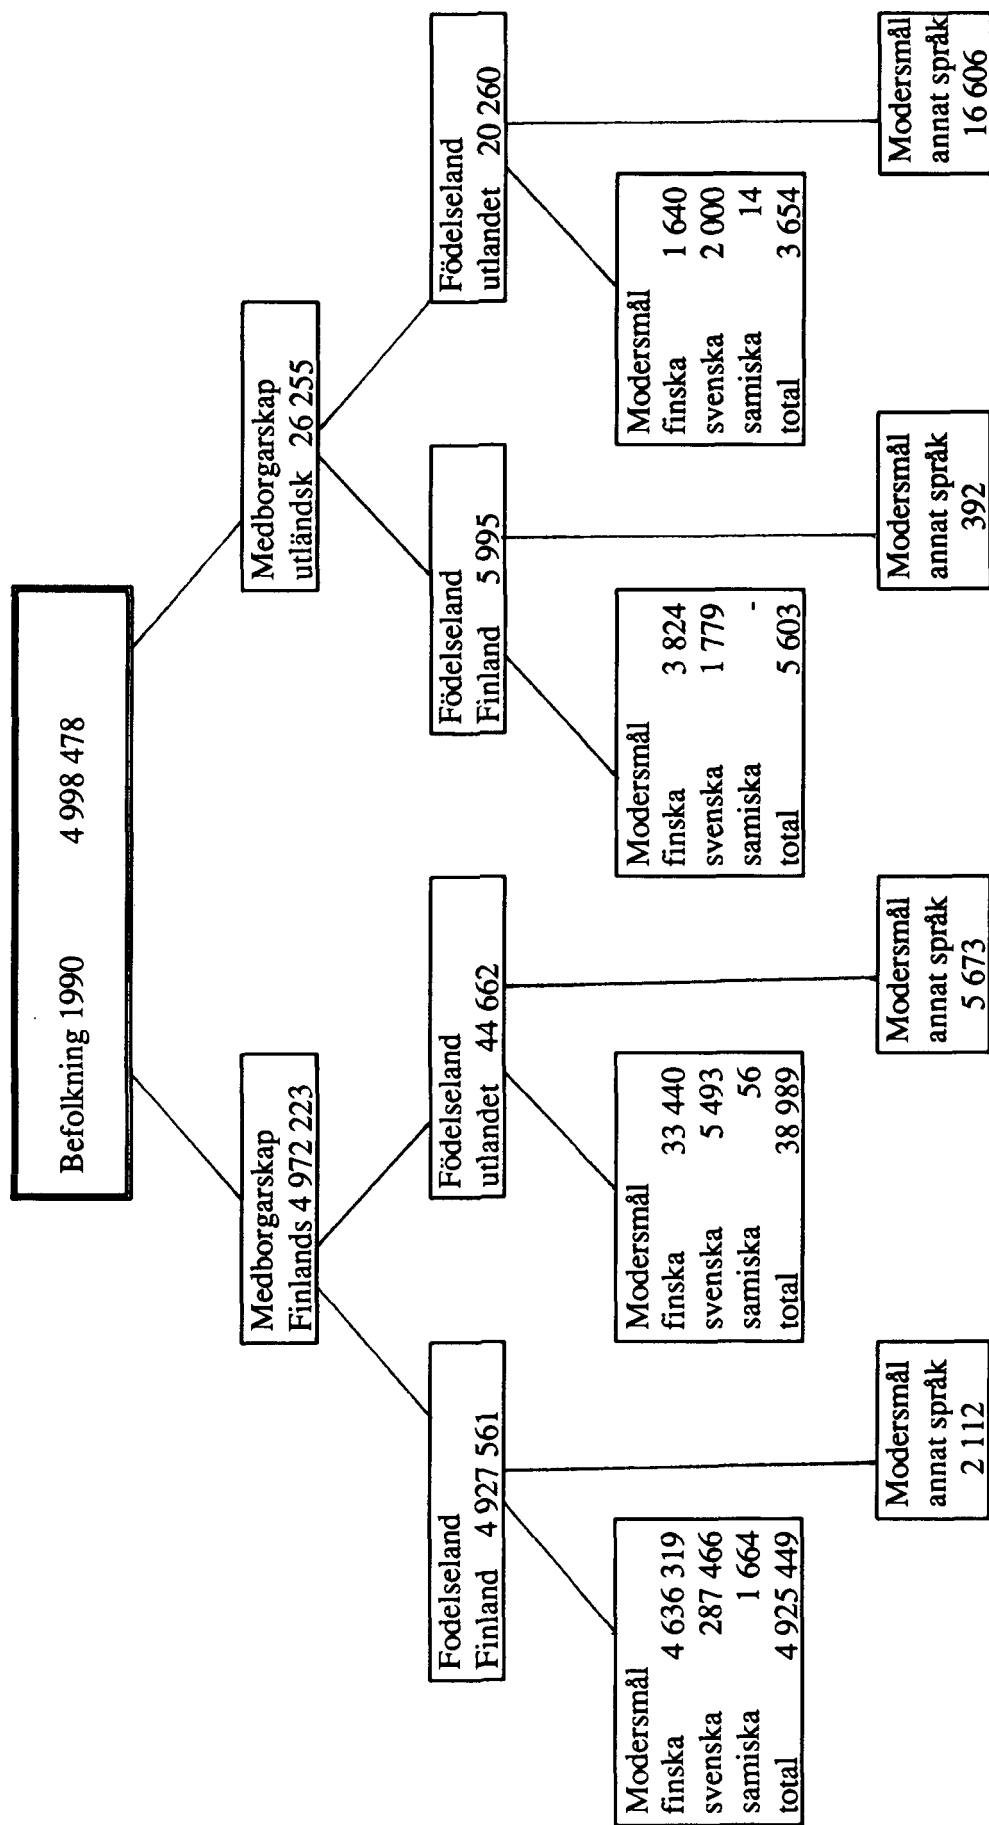 Befolkning 1990 4 998 478
Medborgarskap
Finlands 4 972 223
Medborgarskap
utländsk 26 255
Fodelseland
Finland 4 927 561
Födelseland
utlandet 44 662
Födelseland
Finland 5 995
Födelseland
utlandet 20 260
Modersmål
finska 4 636 319
svenska 287 466
samiska 1 664
total 4 925 449
Modersmål
finska 33 440
svenska 5 493
samiska 56
total 38 989
Modersmål
finska 3 824
svenska 1 779
samiska -
total 5 603
Modersmål
finska 1 640
svenska 2 000
samiska 14
total 3 654
Modersmål
annat språk
2 112
Modersmål
annat språk
5 673
Modersmål
annat språk
392
Modersmål
annat språk
16 606